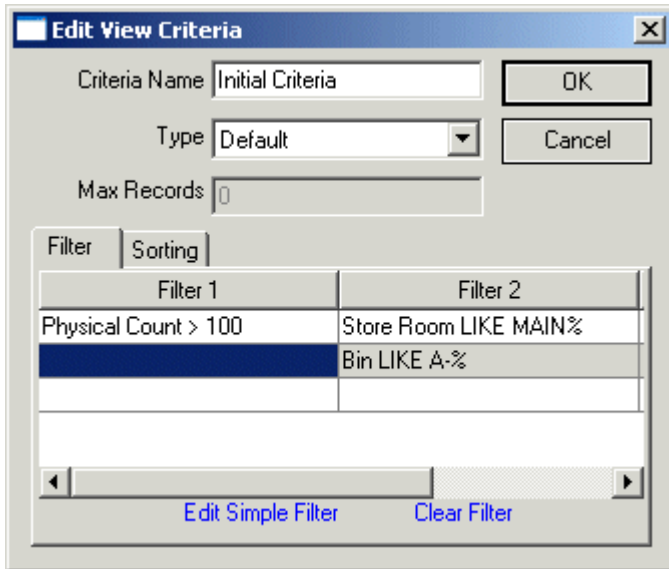 Edit View Criteria
Criteria Name Initial Criteria OK
Type Default Cancel
Max Records 0
Filter Sorting
Filter 1 Filter 2
Physical Count > 100 Store Room LIKE MAIN%
Bin LIKE A-%
Edit Simple Filter Clear Filter